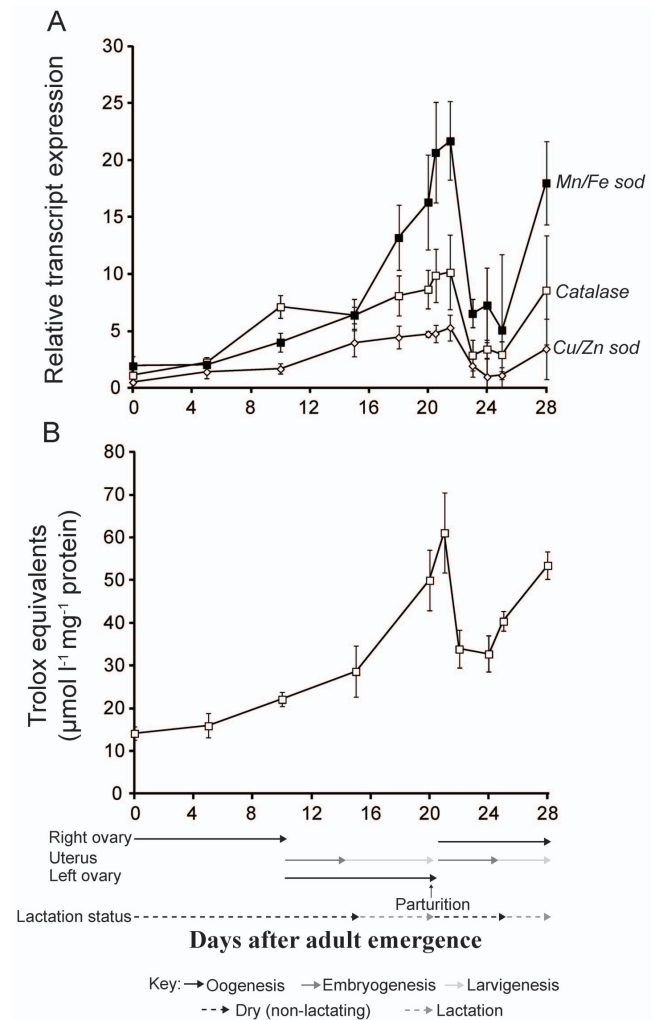 A
Relative transcript expression
30
25
20
15
10
5
0
Mn/Fe sod
Catalase
Cu/Zn sod
0 4 8 12 16 20 24 28
B
Trolox equivalents
(µmol l⁻¹ mg⁻¹ protein)
80
70
60
50
40
30
20
10
0
0 4 8 12 16 20 24 28
Right ovary
Uterus
Left ovary
Parturition
Lactation status
Days after adult emergence
Key: Oogenesis Embryogenesis Larvigenesis
Dry (non-lactating) Lactation